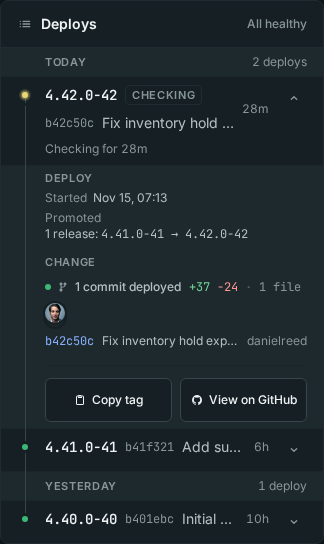 Deploys All healthy
TODAY 2 deploys
4.42.0-42 CHECKING 28m
b42c50c Fix inventory hold ...
Checking for 28m
DEPLOY
Started Nov 15, 07:13
Promoted
1 release: 4.41.0-41 → 4.42.0-42
CHANGE
1 commit deployed +37 -24 · 1 file
b42c50c Fix inventory hold exp... danielreed
Copy tag View on GitHub
4.41.0-41 b41f321 Add su... 6h
YESTERDAY 1 deploy
4.40.0-40 b401ebc Initial ... 10h